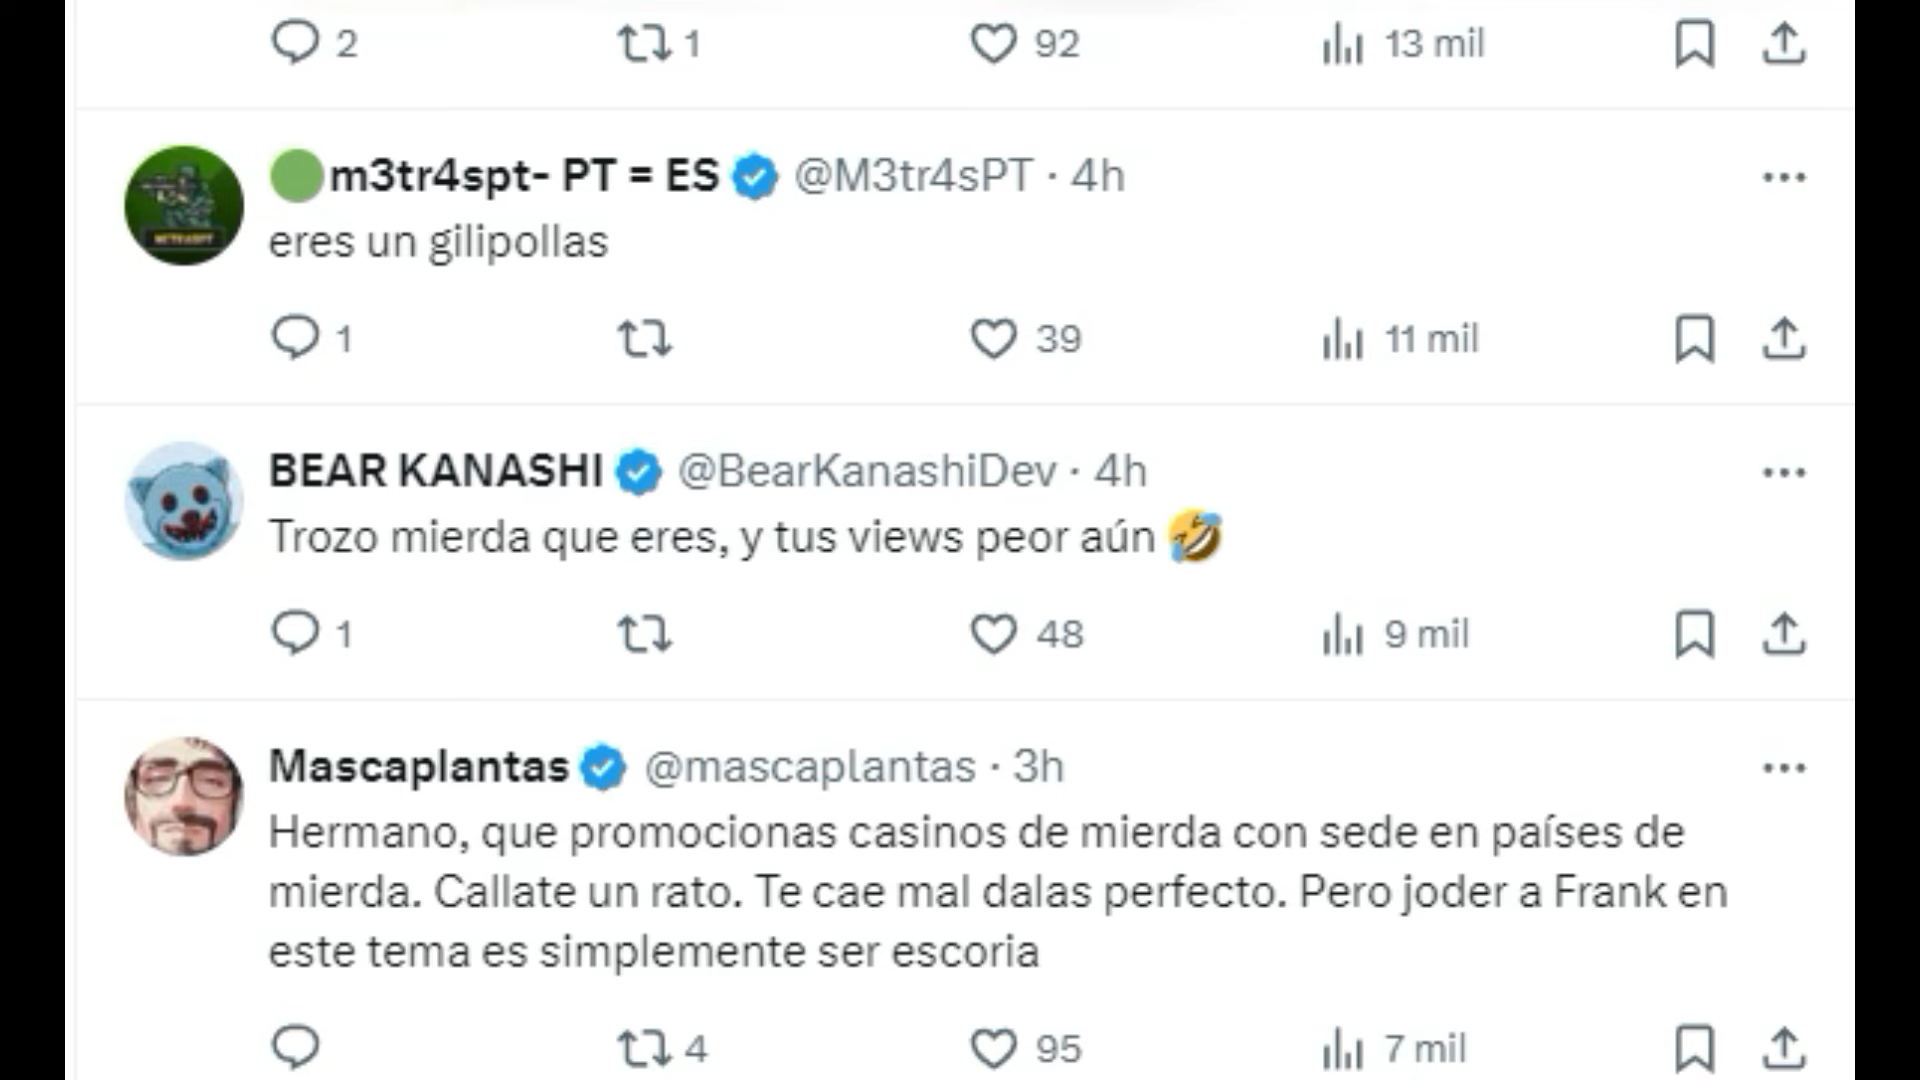 2 1 92 13 mil
m3tr4spt- PT = ES @M3tr4sPT · 4h
eres un gilipollas
1 39 11 mil
BEAR KANASHI @BearKanashiDev · 4h
Trozo mierda que eres, y tus views peor aún 🤣
1 48 9 mil
Mascaplantas @mascaplantas · 3h
Hermano, que promocionas casinos de mierda con sede en países de
mierda. Callate un rato. Te cae mal dalas perfecto. Pero joder a Frank en
este tema es simplemente ser escoria
4 95 7 mil